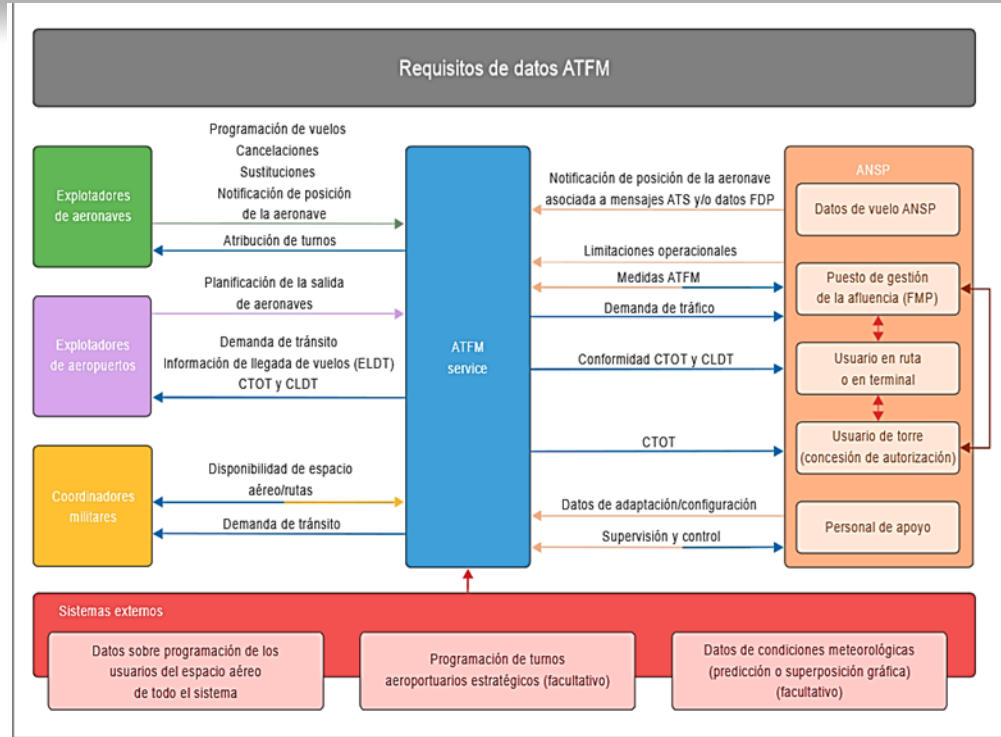 Requisitos de datos ATFM
Explotadores
de aeronaves
Programación de vuelos
Cancelaciones
Sustituciones
Notificación de posición
de la aeronave
Atribución de turnos
Explotadores
de aeropuertos
Planificación de la salida
de aeronaves
Demanda de tránsito
Información de llegada de vuelos (ELDT)
CTOT y CLDT
Coordinadores
militares
Disponibilidad de espacio
aéreo/rutas
Demanda de tránsito
ATFM
service
Notificación de posición de la aeronave
asociada a mensajes ATS y/o datos FDP
Limitaciones operacionales
Medidas ATFM
Demanda de tráfico
Conformidad CTOT y CLDT
CTOT
Datos de adaptación/configuración
Supervisión y control
ANSP
Datos de vuelo ANSP
Puesto de gestión
de la afluencia (FMP)
Usuario en ruta
o en terminal
Usuario de torre
(concesión de autorización)
Personal de apoyo
Sistemas externos
Datos sobre programación de los
usuarios del espacio aéreo
de todo el sistema
Programación de turnos
aeroportuarios estratégicos (facultativo)
Datos de condiciones meteorológicas
(predicción o superposición gráfica)
(facultativo)